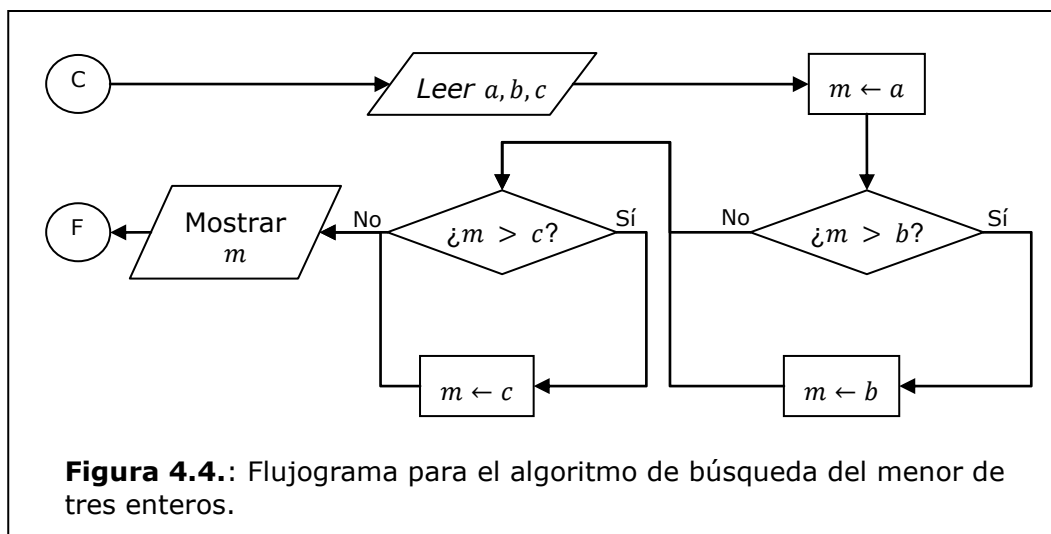 C
Leer a, b, c
m ← a
No
¿m > b?
Sí
m ← b
No
¿m > c?
Sí
m ← c
Mostrar
m
F
Figura 4.4.: Flujograma para el algoritmo de búsqueda del menor de
tres enteros.